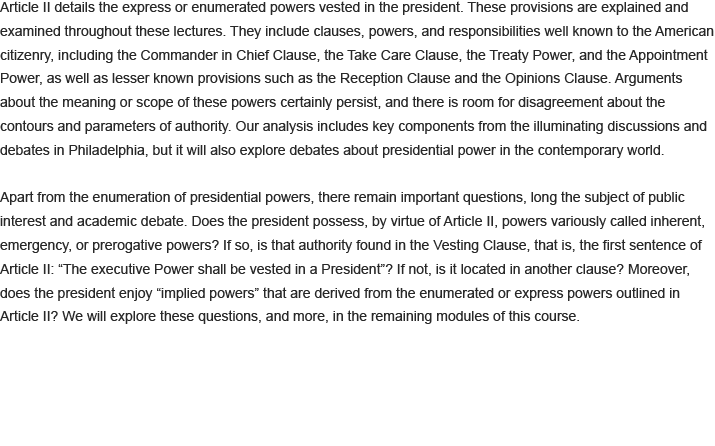 Article II details the express or enumerated powers vested in the president. These provisions are explained and
examined throughout these lectures. They include clauses, powers, and responsibilities well known to the American
citizenry, including the Commander in Chief Clause, the Take Care Clause, the Treaty Power, and the Appointment
Power, as well as lesser known provisions such as the Reception Clause and the Opinions Clause. Arguments
about the meaning or scope of these powers certainly persist, and there is room for disagreement about the
contours and parameters of authority. Our analysis includes key components from the illuminating discussions and
debates in Philadelphia, but it will also explore debates about presidential power in the contemporary world.

Apart from the enumeration of presidential powers, there remain important questions, long the subject of public
interest and academic debate. Does the president possess, by virtue of Article II, powers variously called inherent,
emergency, or prerogative powers? If so, is that authority found in the Vesting Clause, that is, the first sentence of
Article II: “The executive Power shall be vested in a President”? If not, is it located in another clause? Moreover,
does the president enjoy “implied powers” that are derived from the enumerated or express powers outlined in
Article II? We will explore these questions, and more, in the remaining modules of this course.